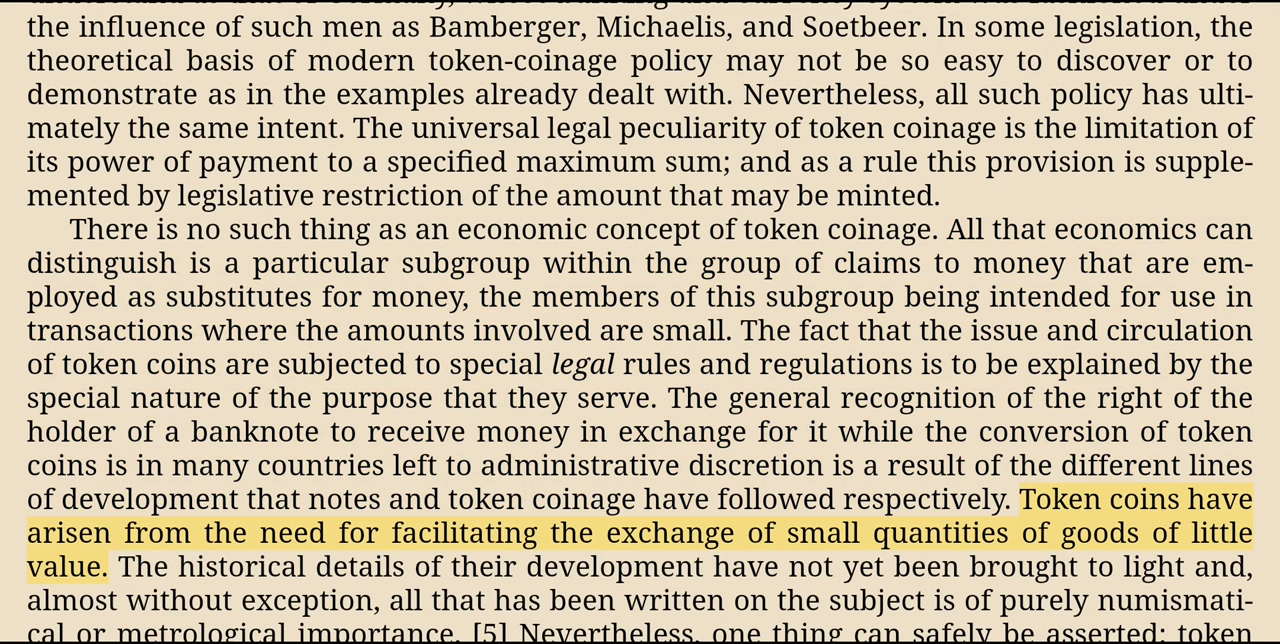 the influence of such men as Bamberger, Michaelis, and Soetbeer. In some legislation, the
theoretical basis of modern token-coinage policy may not be so easy to discover or to
demonstrate as in the examples already dealt with. Nevertheless, all such policy has ulti-
mately the same intent. The universal legal peculiarity of token coinage is the limitation of
its power of payment to a specified maximum sum; and as a rule this provision is supple-
mented by legislative restriction of the amount that may be minted.
There is no such thing as an economic concept of token coinage. All that economics can
distinguish is a particular subgroup within the group of claims to money that are em-
ployed as substitutes for money, the members of this subgroup being intended for use in
transactions where the amounts involved are small. The fact that the issue and circulation
of token coins are subjected to special legal rules and regulations is to be explained by the
special nature of the purpose that they serve. The general recognition of the right of the
holder of a banknote to receive money in exchange for it while the conversion of token
coins is in many countries left to administrative discretion is a result of the different lines
of development that notes and token coinage have followed respectively. Token coins have
arisen from the need for facilitating the exchange of small quantities of goods of little
value. The historical details of their development have not yet been brought to light and,
almost without exception, all that has been written on the subject is of purely numismati-
cal or metrological importance. [5] Nevertheless, one thing can safely be asserted: token